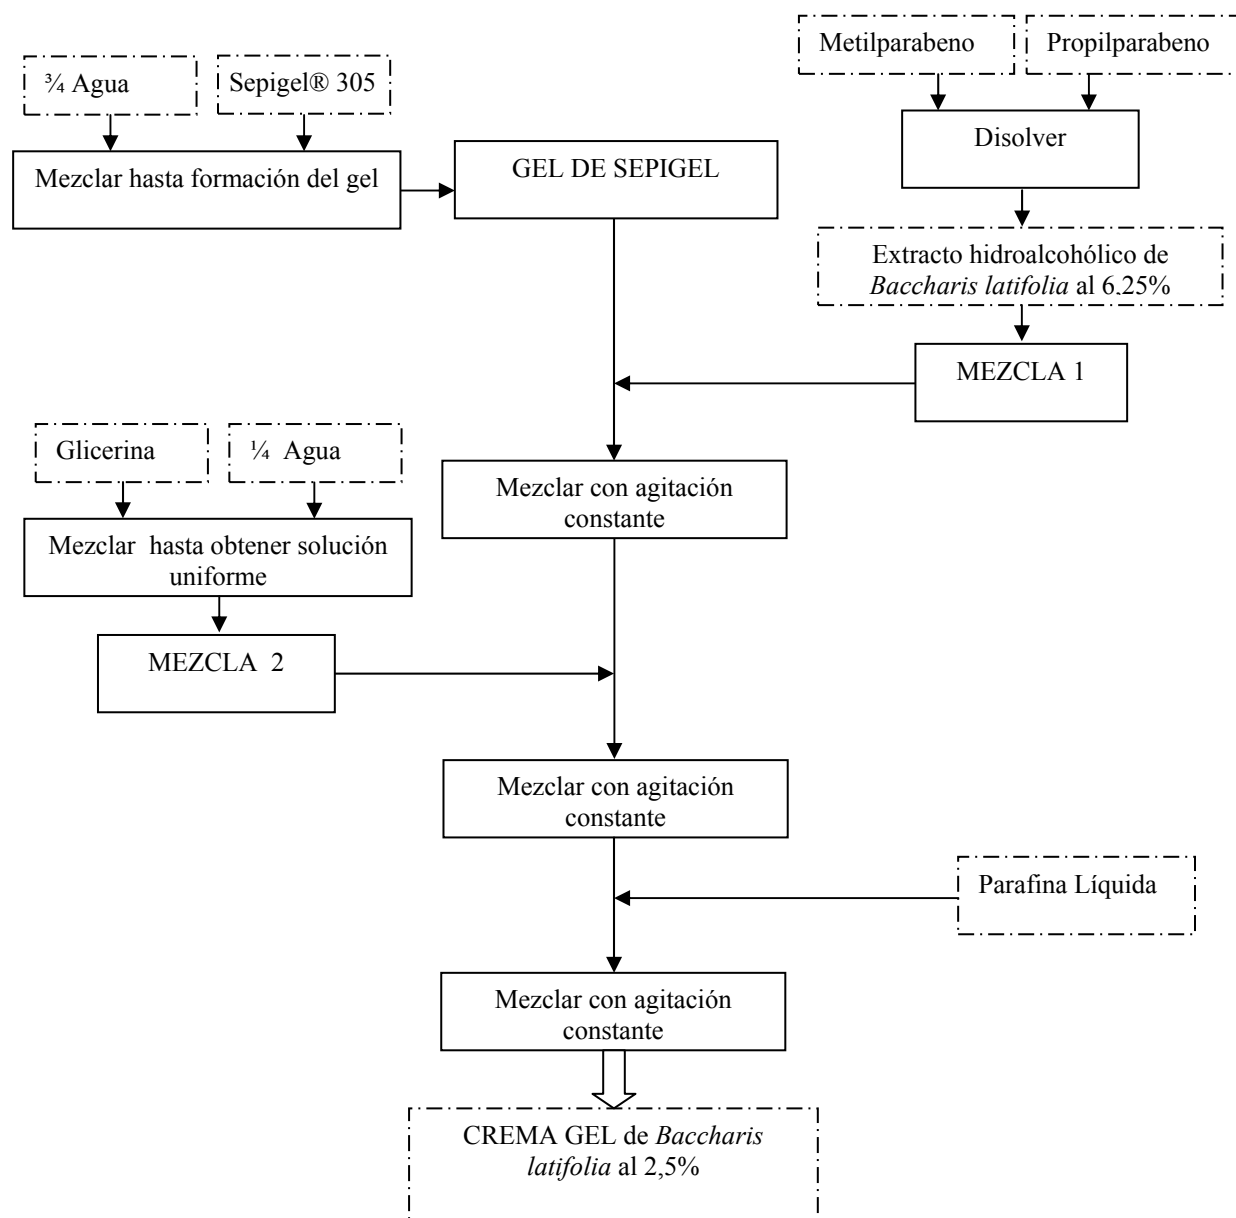 Metilparabeno
Propilparabeno
¾ Agua
Sepigel® 305
Disolver
Mezclar hasta formación del gel
GEL DE SEPIGEL
Extracto hidroalcohólico de
Baccharis latifolia al 6,25%
MEZCLA 1
Glicerina
¼ Agua
Mezclar con agitación
constante
Mezclar hasta obtener solución
uniforme
MEZCLA 2
Mezclar con agitación
constante
Parafina Líquida
Mezclar con agitación
constante
CREMA GEL de Baccharis
latifolia al 2,5%